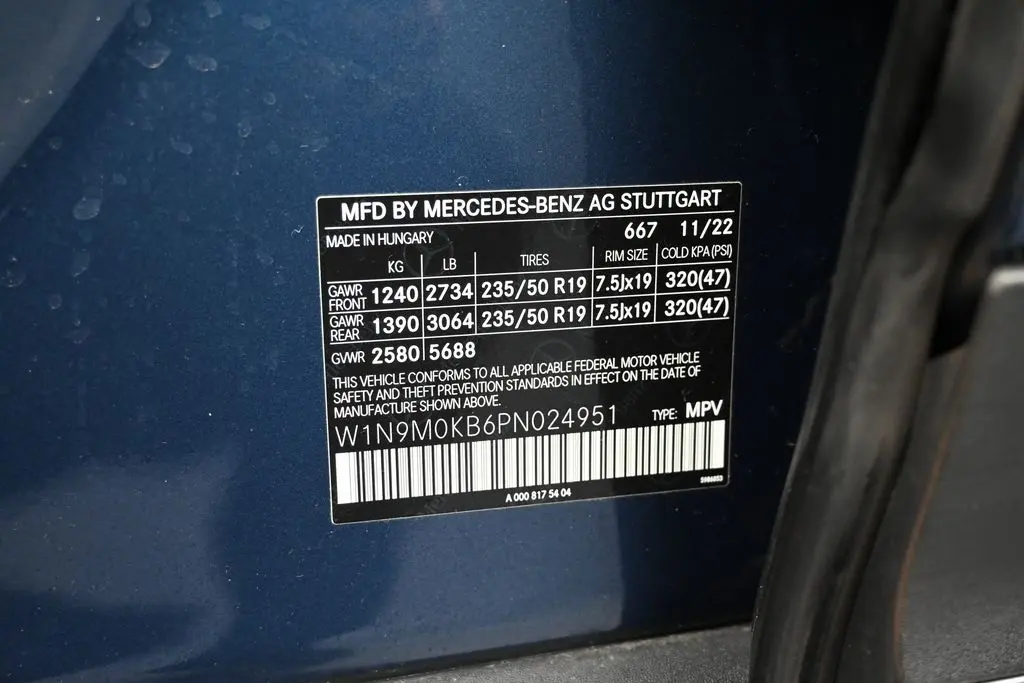 MFD BY MERCEDES-BENZ AG STUTTGART
MADE IN HUNGARY 667 11/22
KG LB TIRES RIM SIZE COLD KPA (PSI)
GAWR FRONT 1240 2734 235/50 R19 7.5Jx19 320(47)
GAWR REAR 1390 3064 235/50 R19 7.5Jx19 320(47)
GVWR 2580 5688
THIS VEHICLE CONFORMS TO ALL APPLICABLE FEDERAL MOTOR VEHICLE
SAFETY AND THEFT PREVENTION STANDARDS IN EFFECT ON THE DATE OF
MANUFACTURE SHOWN ABOVE.
W1N9M0KB6PN024951 TYPE: MPV
A 000 817 54 04